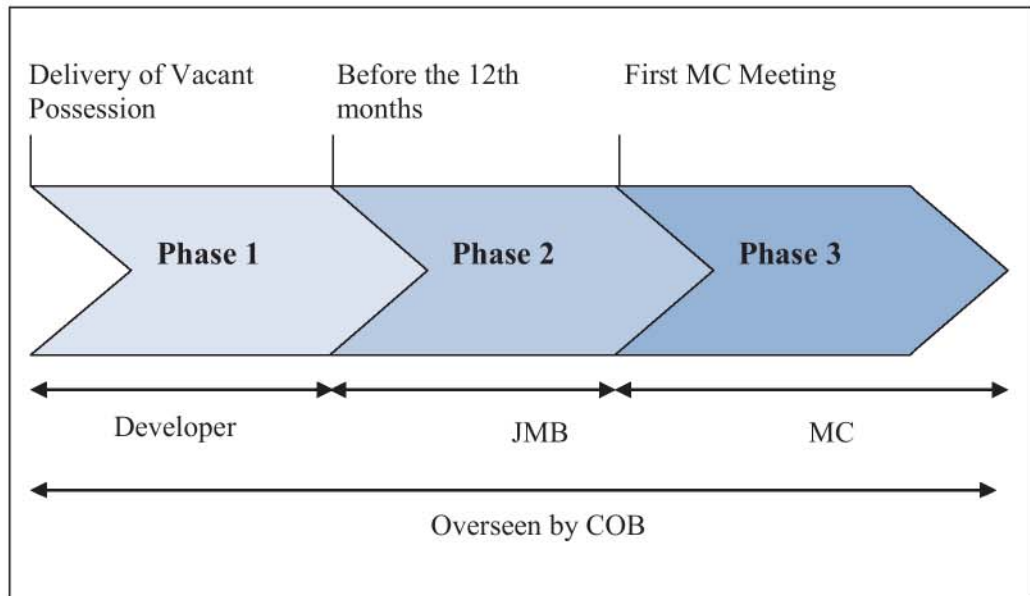 Delivery of Vacant
Possession
Before the 12th
months
First MC Meeting
Phase 1
Phase 2
Phase 3
Developer
JMB
MC
Overseen by COB